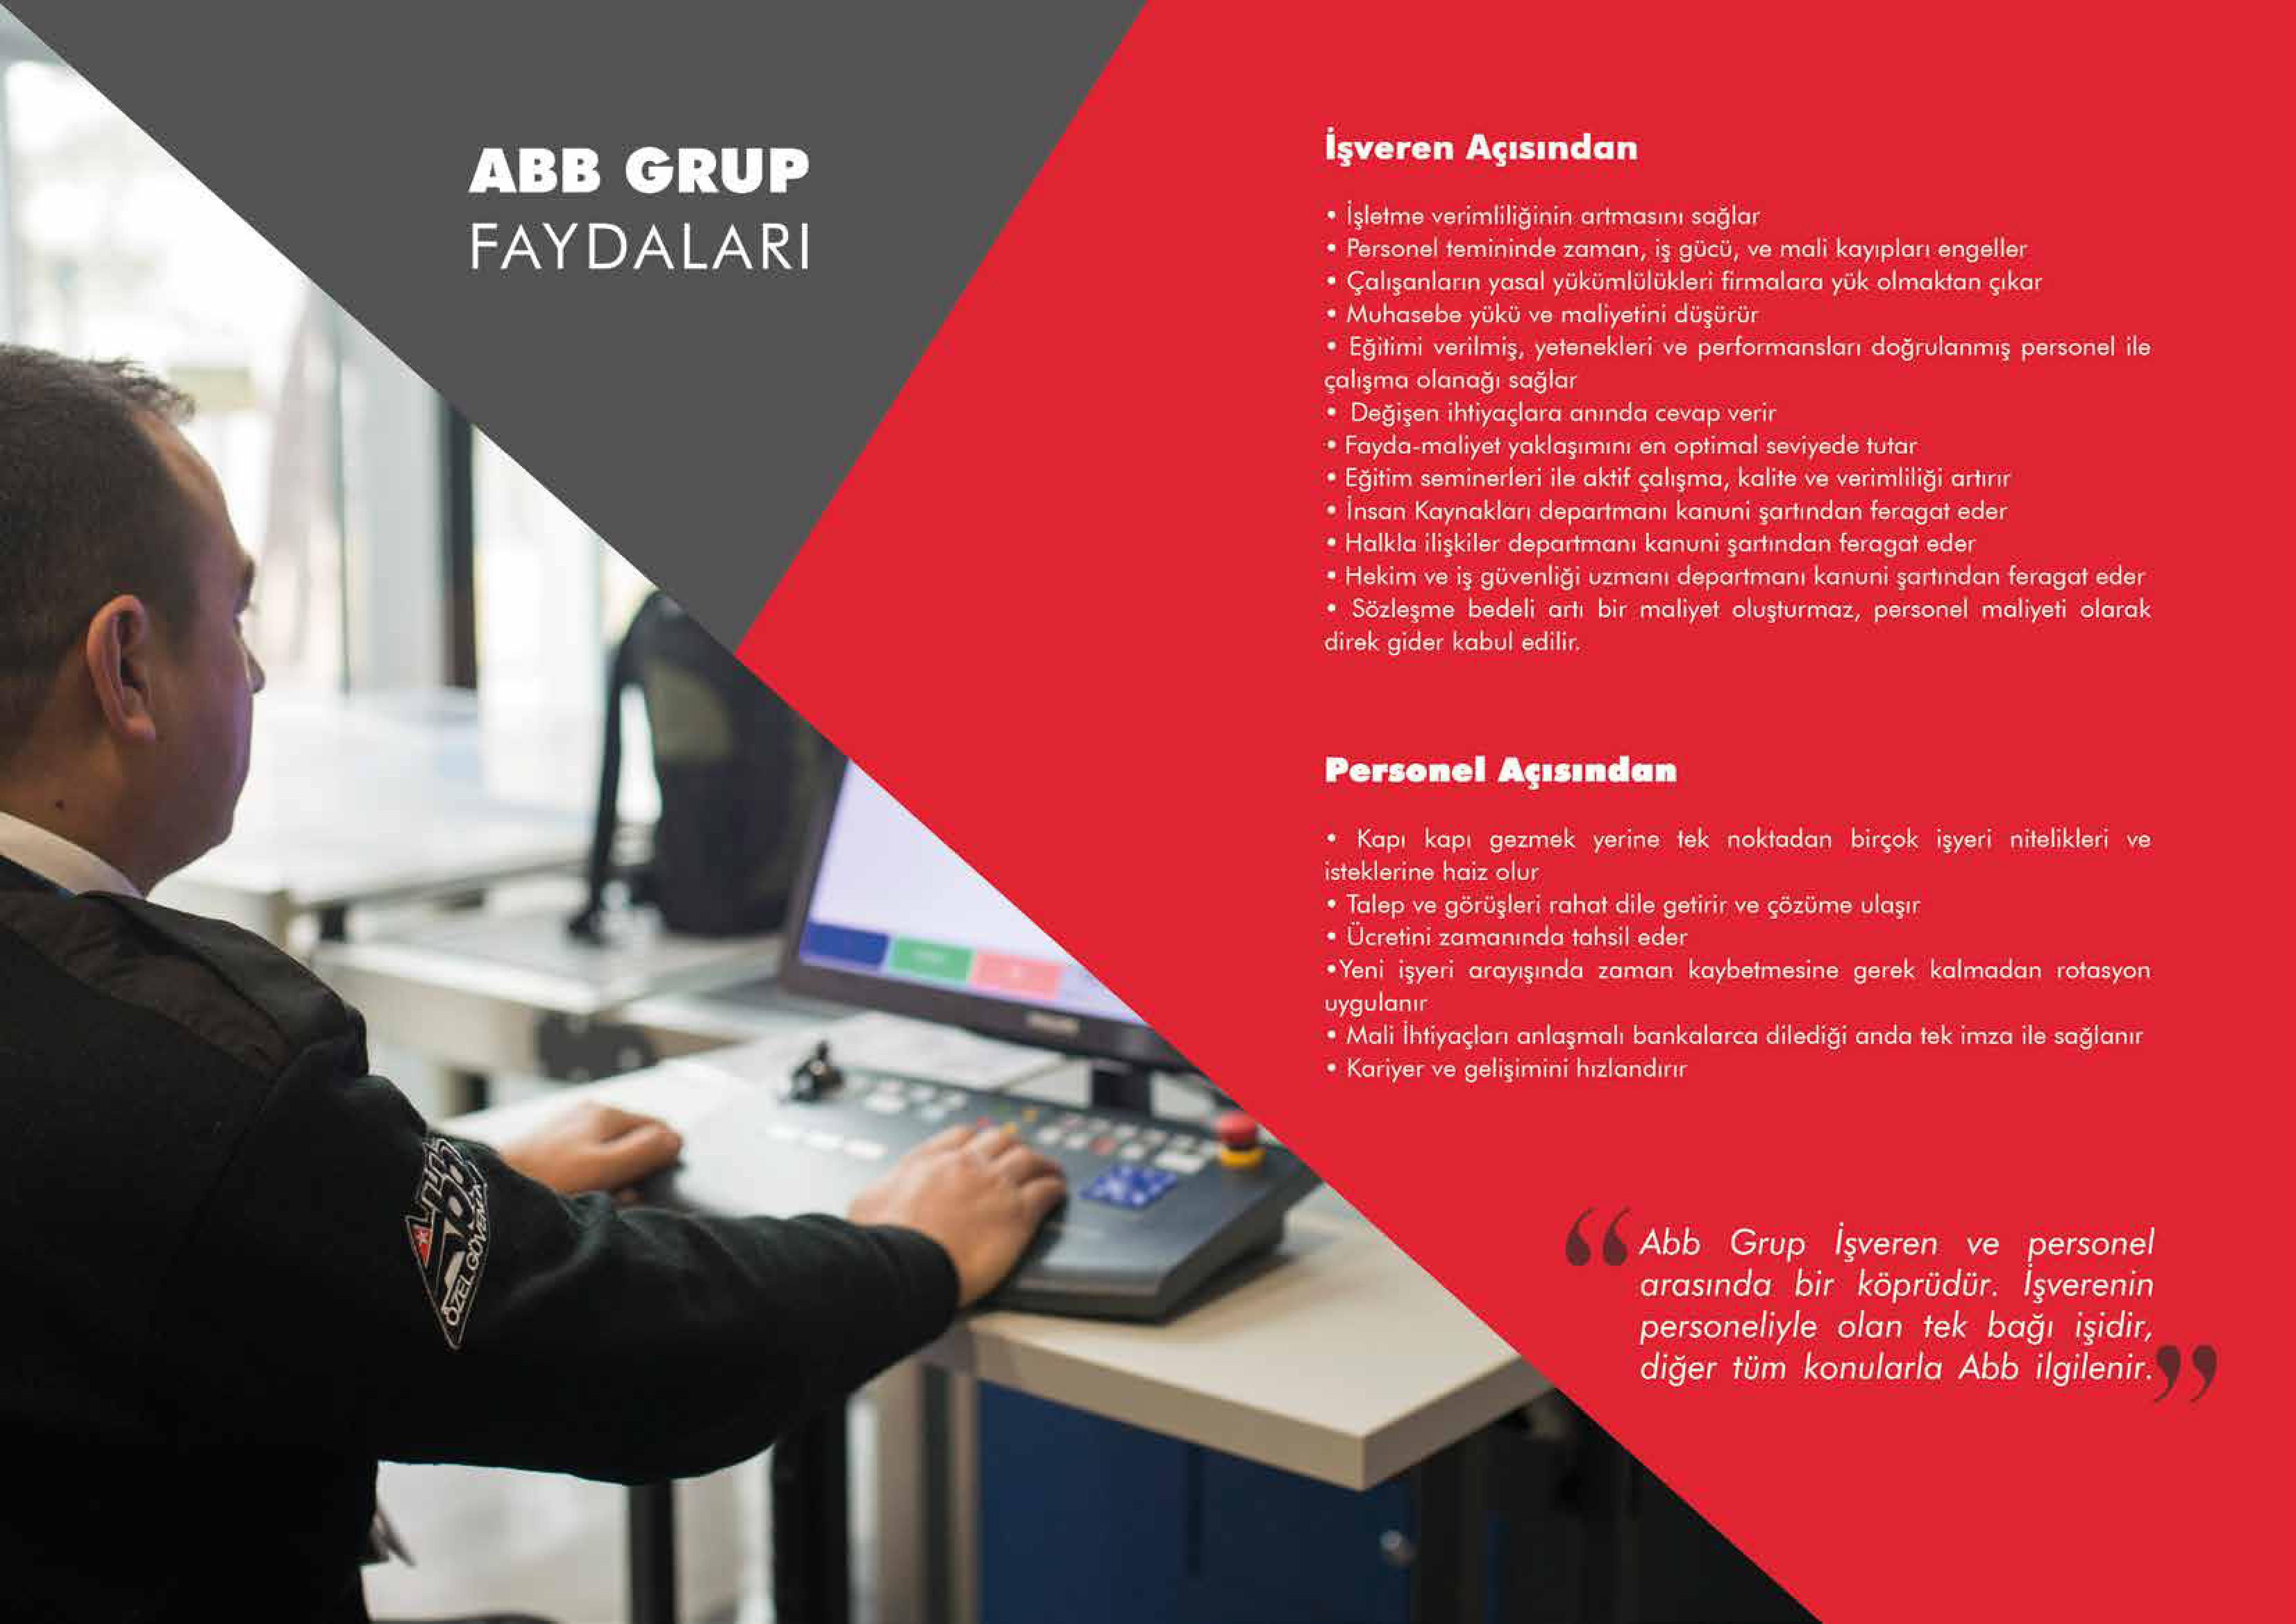 ABB GRUP
FAYDALARI
İşveren Açısından
• İşletme verimliliğinin artmasını sağlar
• Personel temininde zaman, iş gücü, ve mali kayıpları engeller
• Çalışanların yasal yükümlülükleri firmalara yük olmaktan çıkar
• Muhasebe yükü ve maliyetini düşürür
• Eğitimi verilmiş, yetenekleri ve performansları doğrulanmış personel ile
çalışma olanağı sağlar
• Değişen ihtiyaçlara anında cevap verir
• Fayda-maliyet yaklaşımını en optimal seviyede tutar
• Eğitim seminerleri ile aktif çalışma, kalite ve verimliliği artırır
• İnsan Kaynakları departmanı kanuni şartından feragat eder
• Halkla ilişkiler departmanı kanuni şartından feragat eder
• Hekim ve iş güvenliği uzmanı departmanı kanuni şartından feragat eder
• Sözleşme bedeli artı bir maliyet oluşturmaz, personel maliyeti olarak
direk gider kabul edilir.
Personel Açısından
• Kapı kapı gezmek yerine tek noktadan birçok işyeri nitelikleri ve
isteklerine haiz olur
• Talep ve görüşleri rahat dile getirir ve çözüme ulaşır
• Ücretini zamanında tahsil eder
•Yeni işyeri arayışında zaman kaybetmesine gerek kalmadan rotasyon
uygulanır
• Mali İhtiyaçları anlaşmalı bankalarca dilediği anda tek imza ile sağlanır
• Kariyer ve gelişimini hızlandırır
“Abb Grup İşveren ve personel
arasında bir köprüdür. İşverenin
personeliyle olan tek bağı işidir,
diğer tüm konularla Abb ilgilenir.”
ÖZEL GÜVENLİK